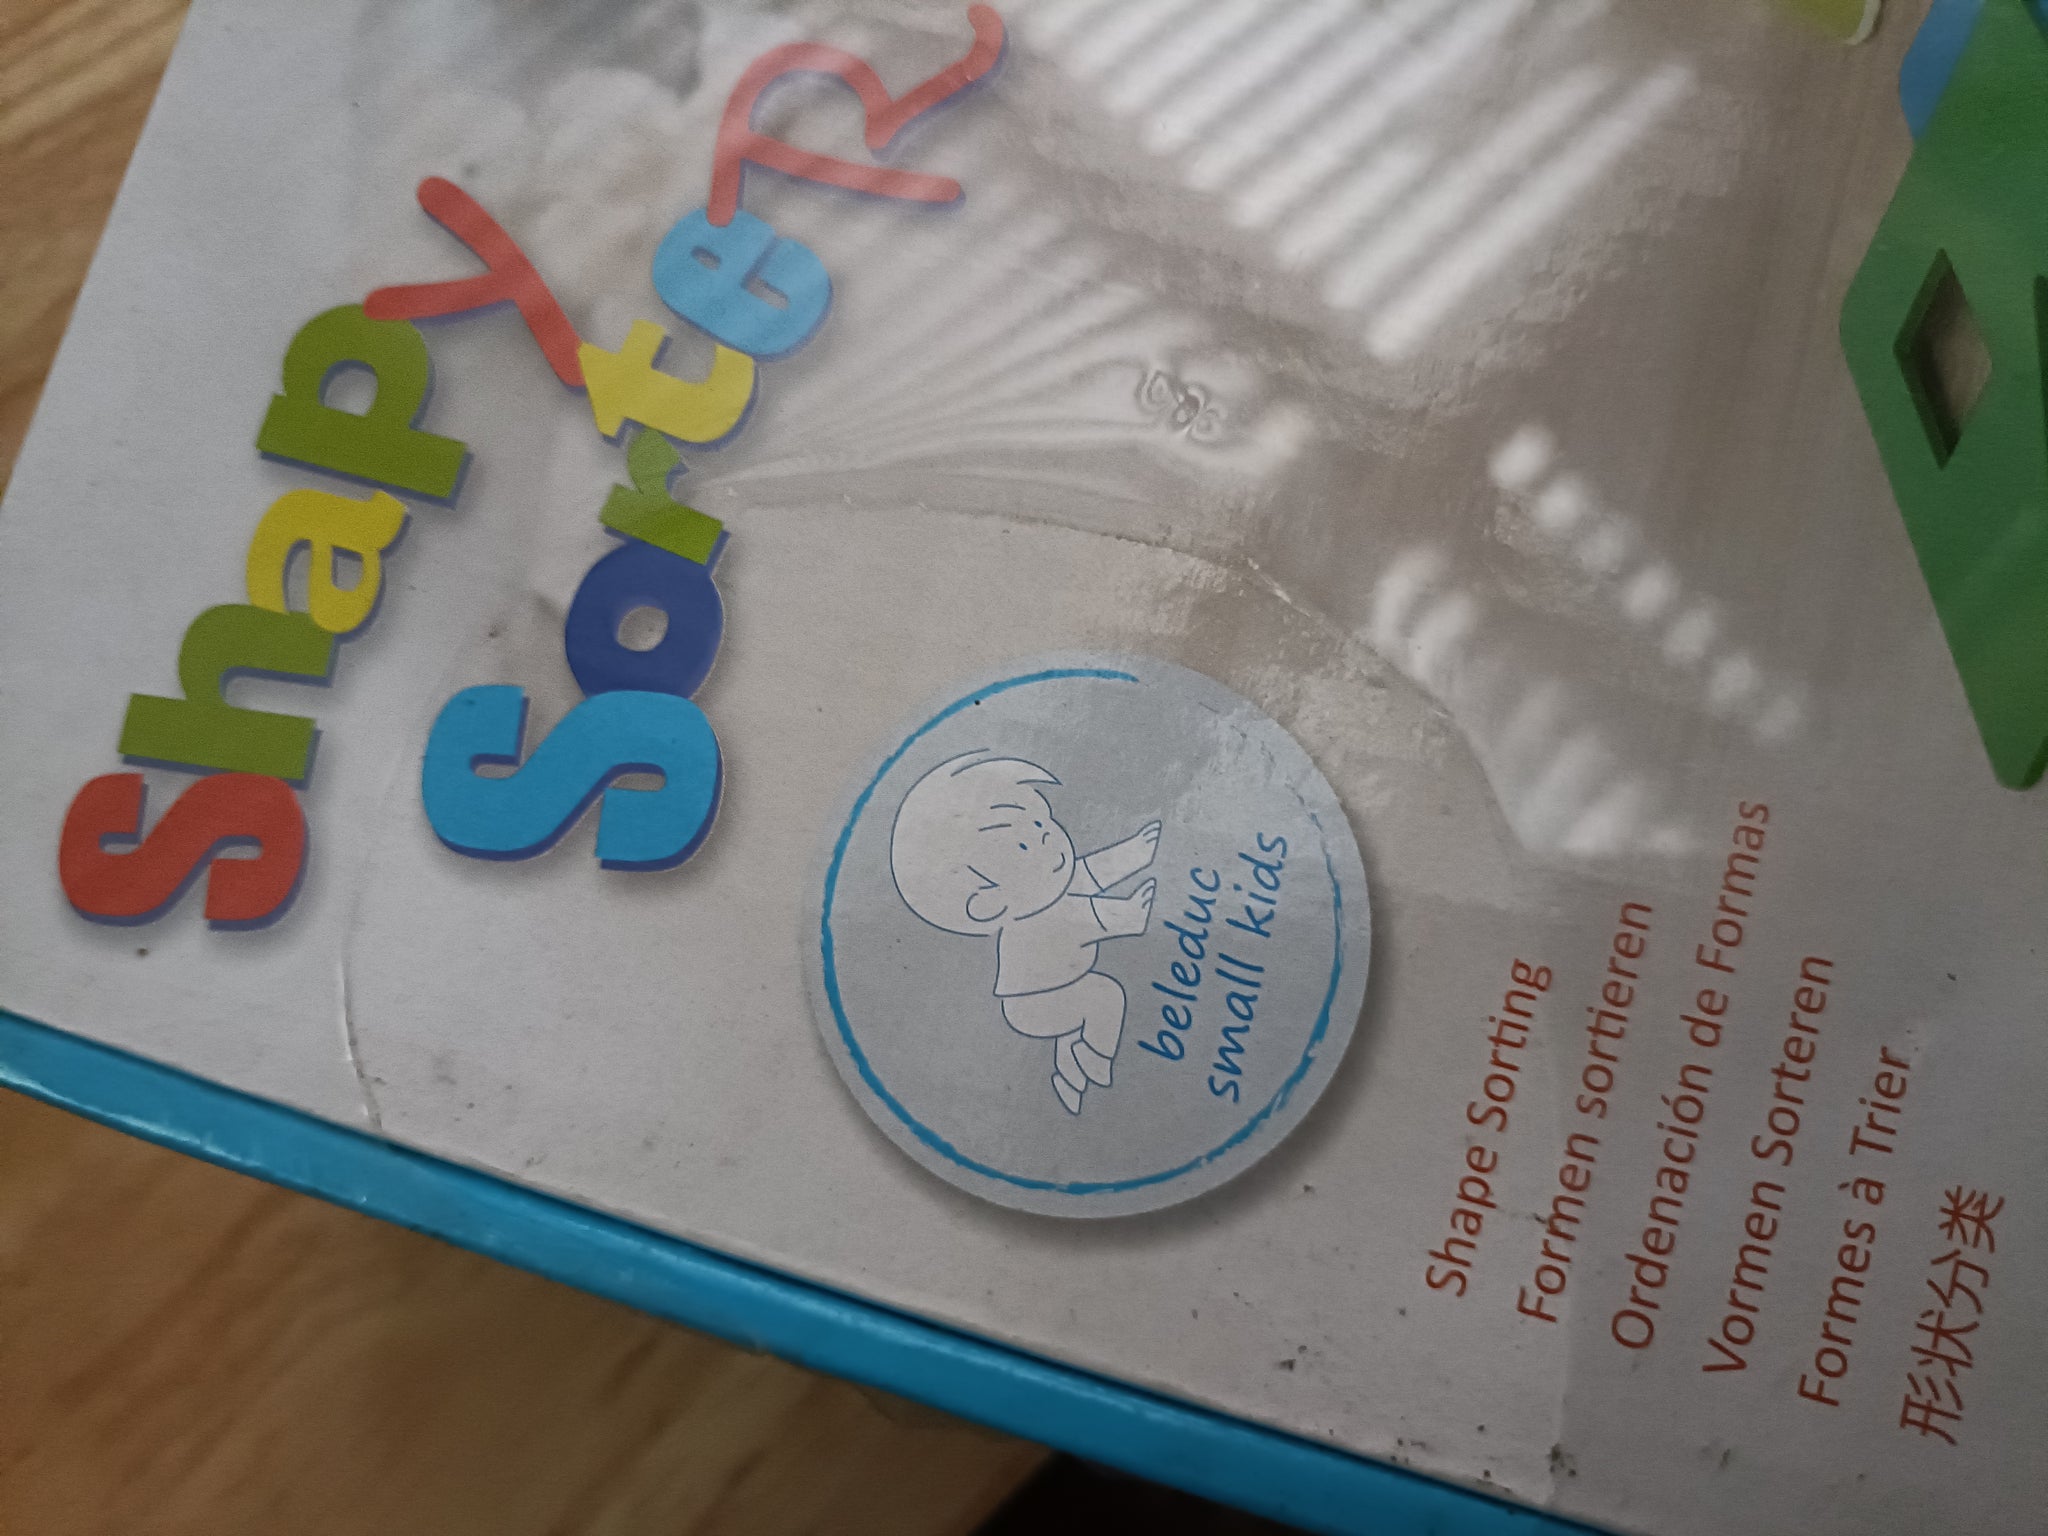 Shapy
SorteR
beleduc
small kids
Shape Sorting
Formen sortieren
Ordenación de Formas
Vormen Sorteren
Formes à Trier
形状分类